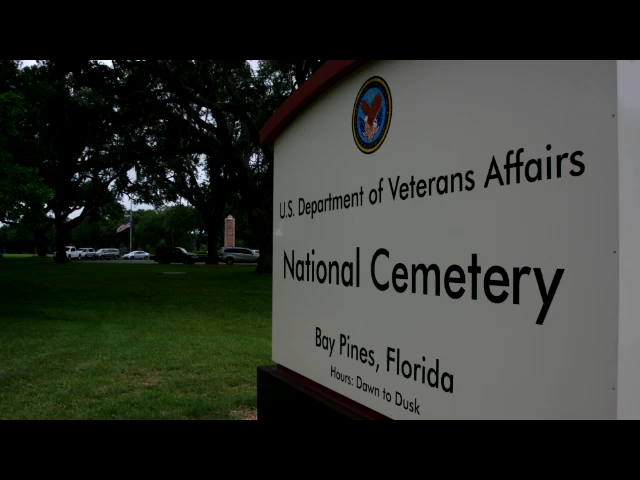 U.S. Department of Veterans Affairs
National Cemetery
Bay Pines, Florida
Hours: Dawn to Dusk